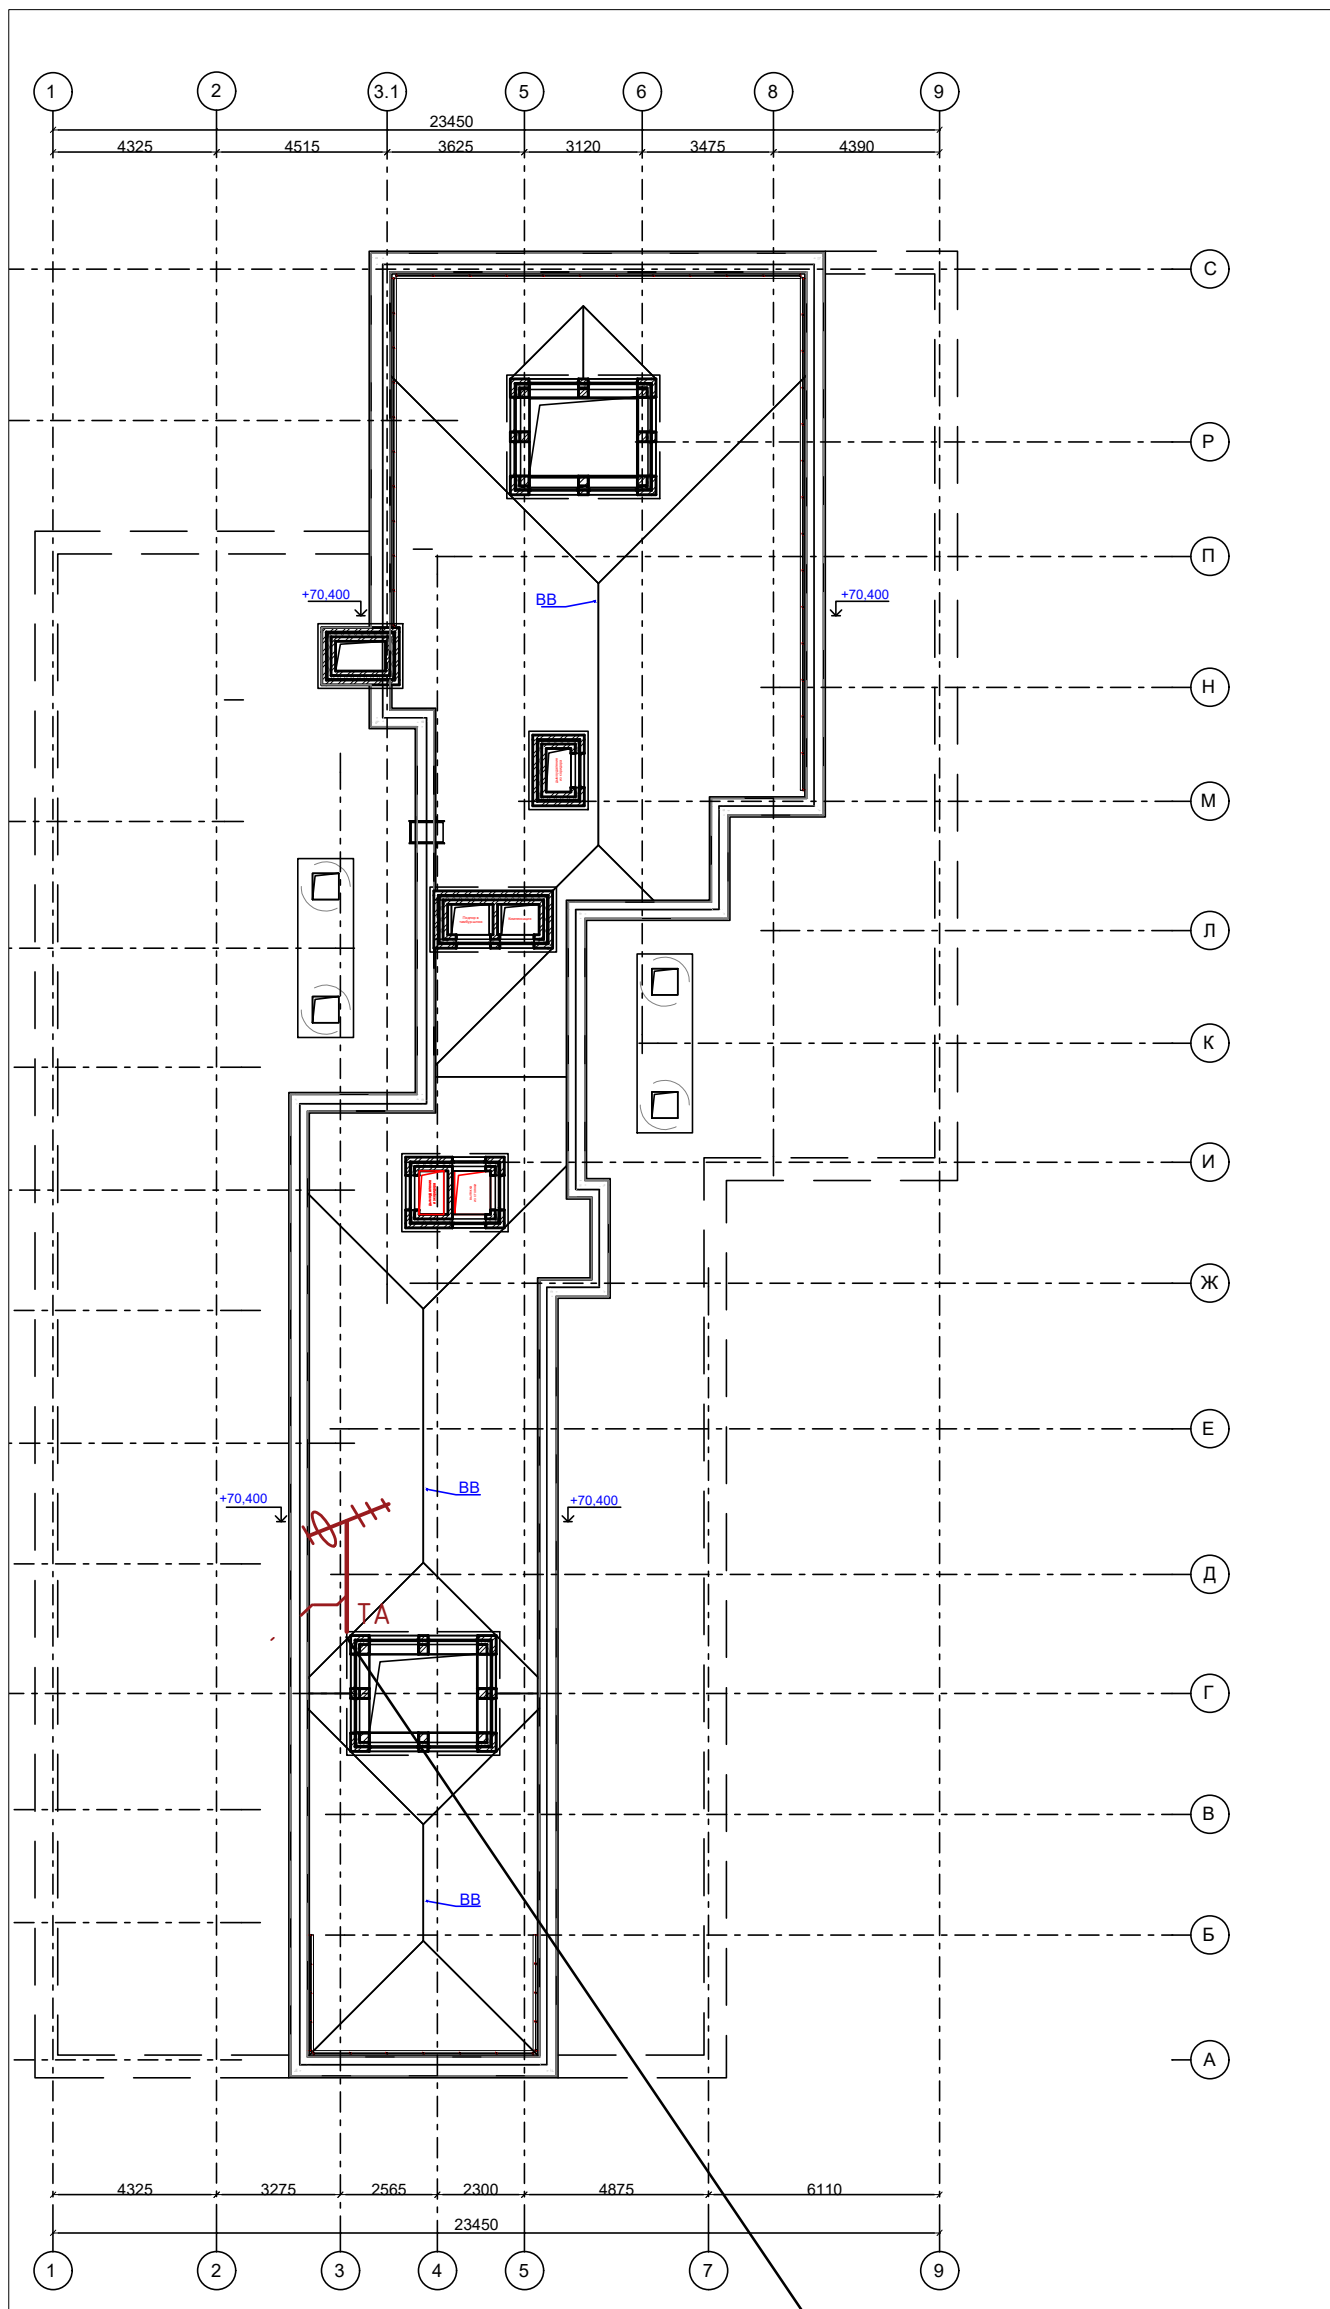 1 2 3.1 5 6 8 9
23450
4325 4515 3625 3120 3475 4390
С
Р
П
+70,400 ВВ +70,400
Н
М
Л
К
И
Ж
Е
ВВ
+70,400 +70,400
Д
ТА
Г
В
ВВ
Б
А
4325 3275 2565 2300 4875 6110
23450
1 2 3 4 5 7 9